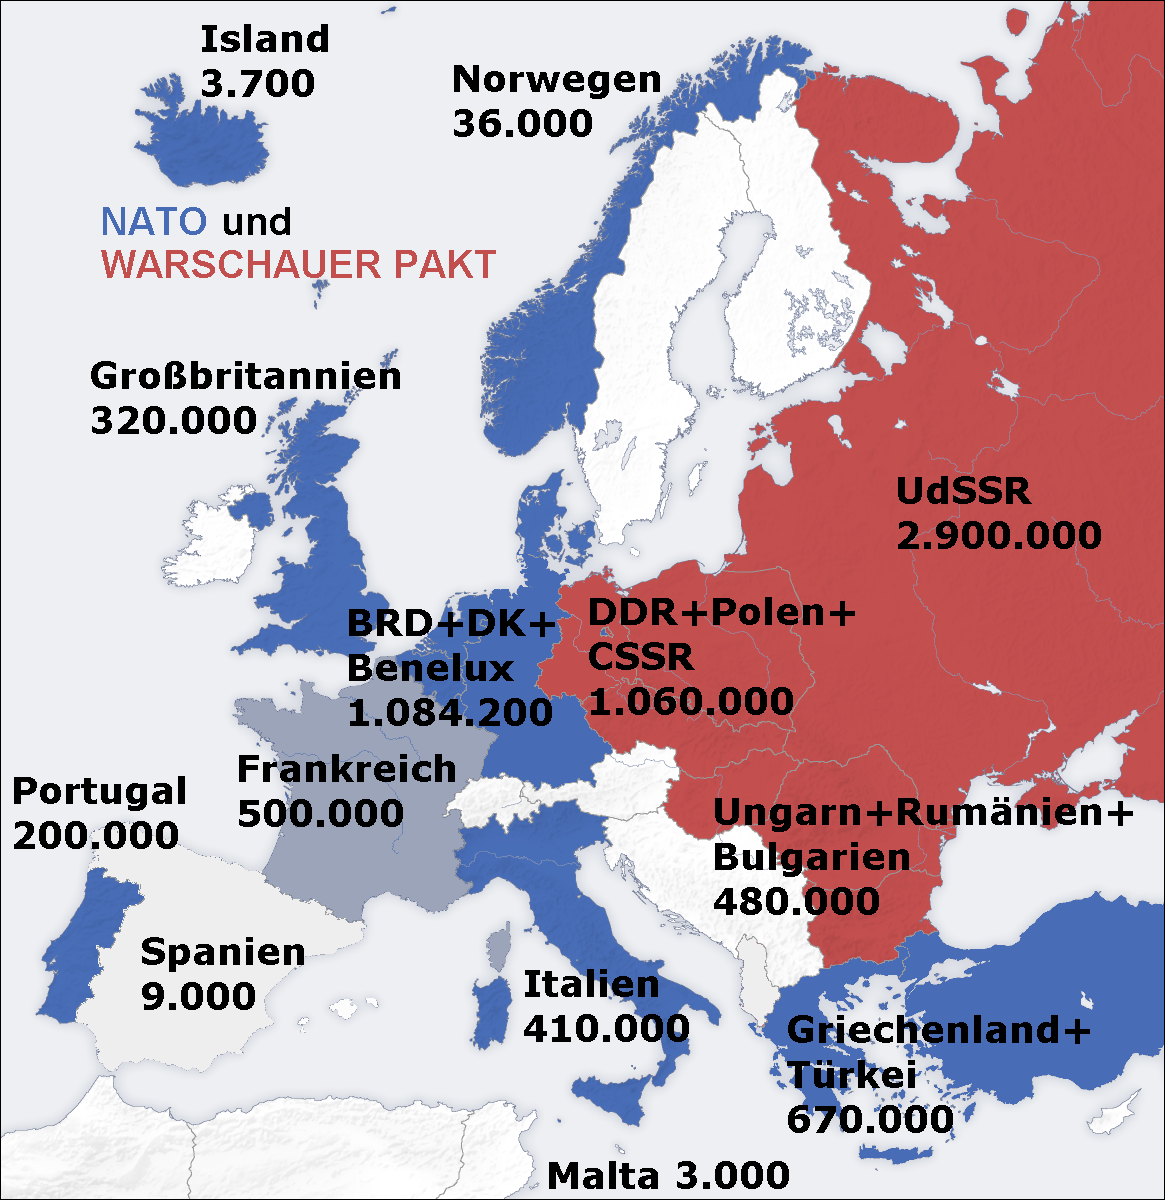 Island
3.700
Norwegen
36.000
NATO und
WARSCHAUER PAKT
Großbritannien
320.000
UdSSR
2.900.000
BRD+DK+
Benelux
1.084.200
DDR+Polen+
CSSR
1.060.000
Frankreich
500.000
Portugal
200.000
Ungarn+Rumänien+
Bulgarien
480.000
Spanien
9.000
Italien
410.000
Griechenland+
Türkei
670.000
Malta 3.000